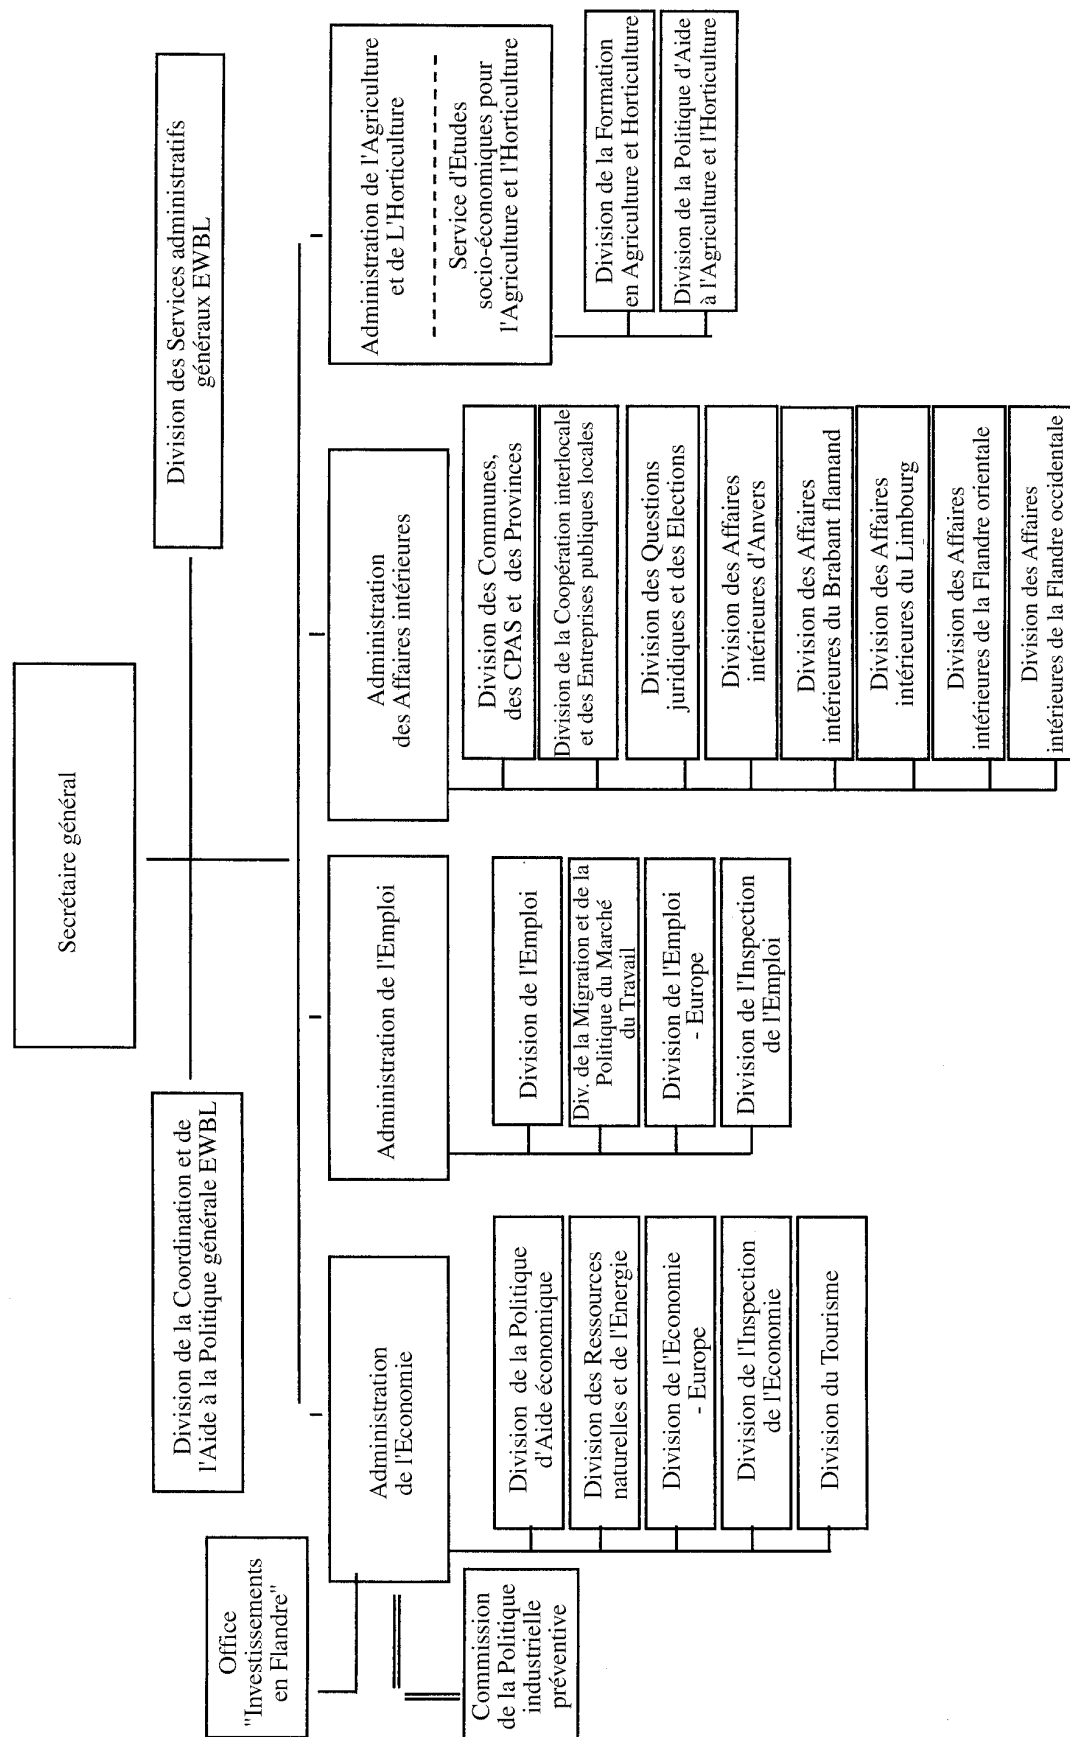 Secrétaire général
Division de la Coordination et de
l'Aide à la Politique générale EWBL
Division des Services administratifs
généraux EWBL
Office
"Investissements
en Flandre"
Administration
de l'Economie
Commission
de la Politique
industrielle
préventive
Division de la Politique
d'Aide économique
Division des Ressources
naturelles et de l'Energie
Division de l'Economie
- Europe
Division de l'Inspection
de l'Economie
Division du Tourisme
Administration de l'Emploi
Division de l'Emploi
Div. de la Migration et de la
Politique du Marché
du Travail
Division de l'Emploi
- Europe
Division de l'Inspection
de l'Emploi
Administration
des Affaires intérieures
Division des Communes,
des CPAS et des Provinces
Division de la Coopération interlocale
et des Entreprises publiques locales
Division des Questions
juridiques et des Elections
Division des Affaires
intérieures d'Anvers
Division des Affaires
intérieures du Brabant flamand
Division des Affaires
intérieures du Limbourg
Division des Affaires
intérieures de la Flandre orientale
Division des Affaires
intérieures de la Flandre occidentale
Administration de l'Agriculture
et de L'Horticulture
Service d'Etudes
socio-économiques pour
l'Agriculture et l'Horticulture
Division de la Formation
en Agriculture et Horticulture
Division de la Politique d'Aide
à l'Agriculture et l'Horticulture